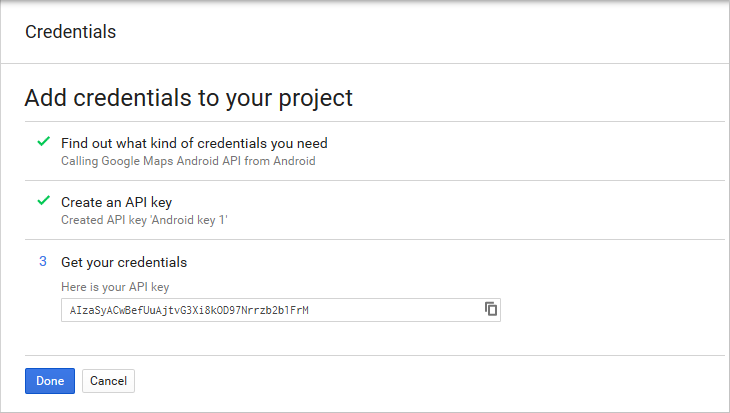 Credentials
Add credentials to your project
Find out what kind of credentials you need
Calling Google Maps Android API from Android
Create an API key
Created API key 'Android key 1'
3 Get your credentials
Here is your API key
AIzaSyACwBefUuAjtvG3Xi8kOD97Nrrzb2b1FrM
Done Cancel